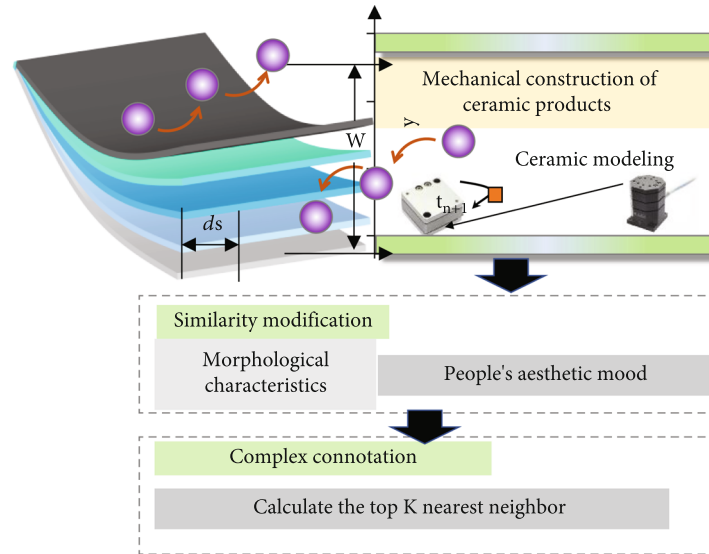 Mechanical construction of
ceramic products
W
y
Ceramic modeling
tn+1
ds
Similarity modification
Morphological
characteristics
People's aesthetic mood
Complex connotation
Calculate the top K nearest neighbor